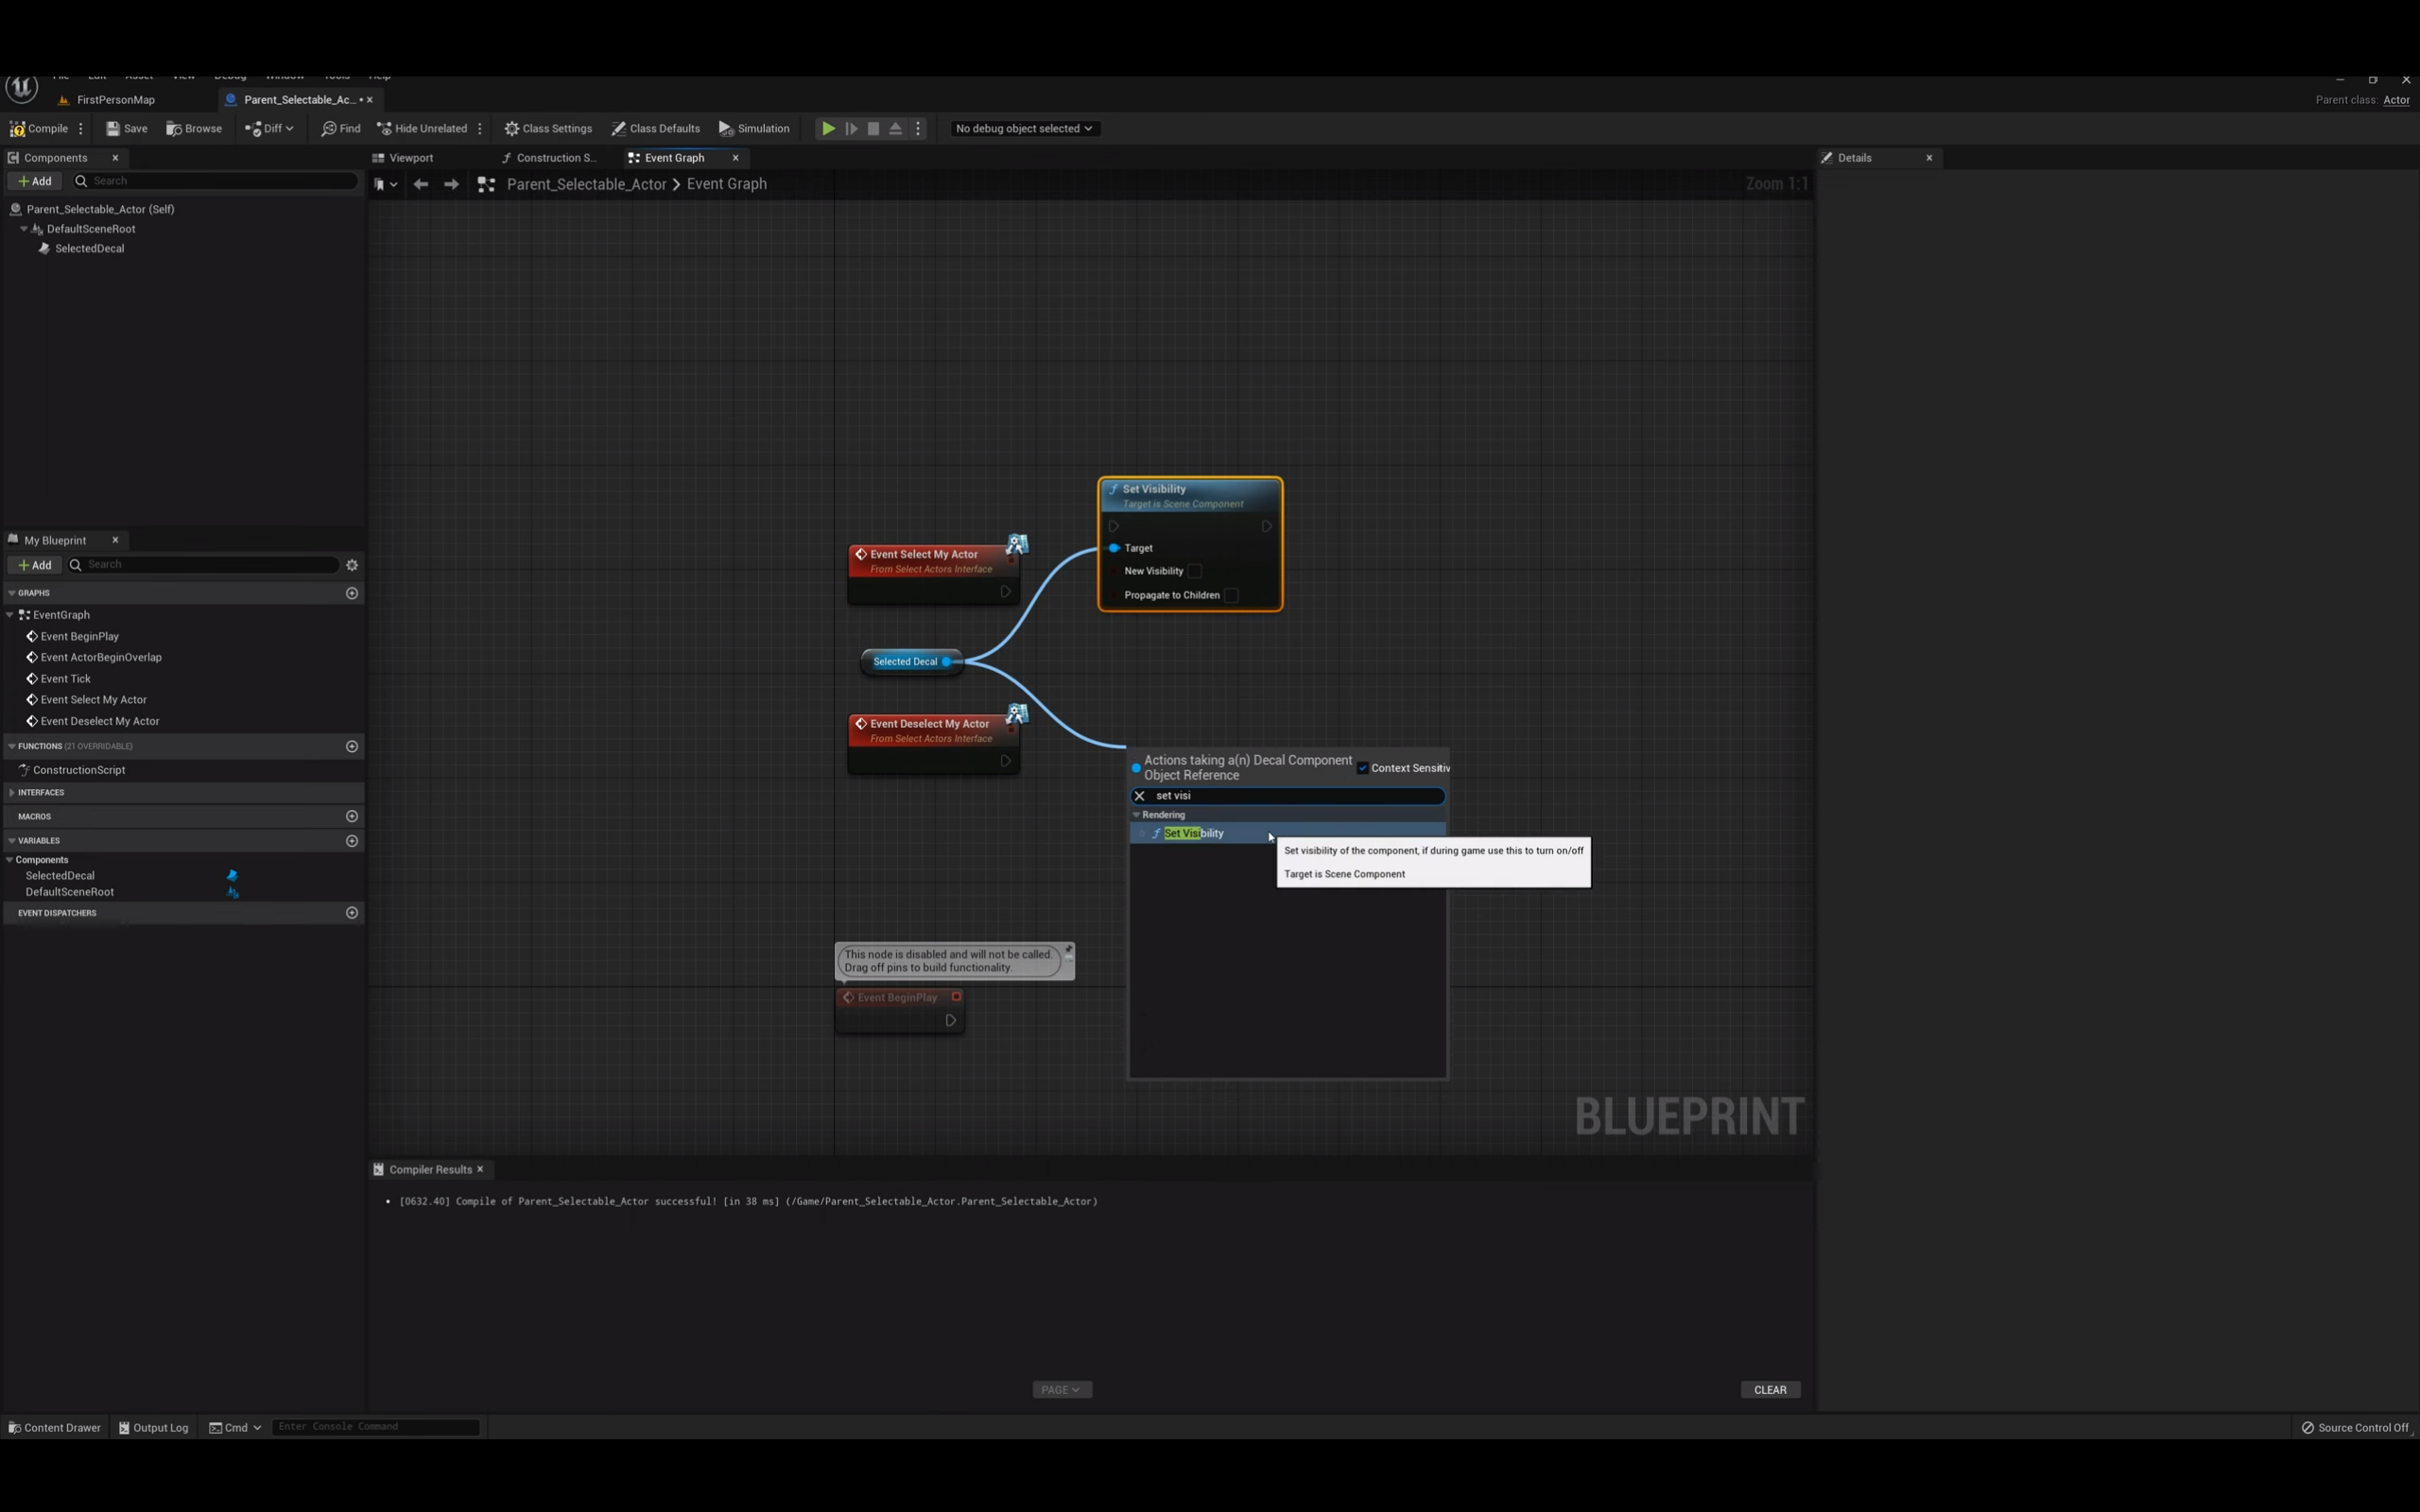 File Edit Asset View Debug Window Tools Help
FirstPersonMap
Parent_Selectable_Ac... •
Parent class: Actor
Compile
Save
Browse
Diff
Find
Hide Unrelated
Class Settings
Class Defaults
Simulation
No debug object selected
Components
Add
Search
Parent_Selectable_Actor (Self)
DefaultSceneRoot
SelectedDecal
Viewport
Construction S...
Event Graph
Parent_Selectable_Actor > Event Graph
Zoom 1:1
Details
Set Visibility
Target is Scene Component
Target
New Visibility
Propagate to Children
Event Select My Actor
From Select Actors Interface
Selected Decal
Event Deselect My Actor
From Select Actors Interface
Actions taking a(n) Decal Component
Object Reference
Context Sensitiv
set visi
Rendering
Set Visibility
Set visibility of the component, if during game use this to turn on/off
Target is Scene Component
This node is disabled and will not be called.
Drag off pins to build functionality.
Event BeginPlay
BLUEPRINT
My Blueprint
Add
Search
GRAPHS
EventGraph
Event BeginPlay
Event ActorBeginOverlap
Event Tick
Event Select My Actor
Event Deselect My Actor
FUNCTIONS (21 OVERRIDABLE)
ConstructionScript
INTERFACES
MACROS
VARIABLES
Components
SelectedDecal
DefaultSceneRoot
EVENT DISPATCHERS
Compiler Results
[0632.40] Compile of Parent_Selectable_Actor successful! [in 38 ms] (/Game/Parent_Selectable_Actor.Parent_Selectable_Actor)
PAGE
CLEAR
Content Drawer
Output Log
Cmd
Enter Console Command
Source Control Off